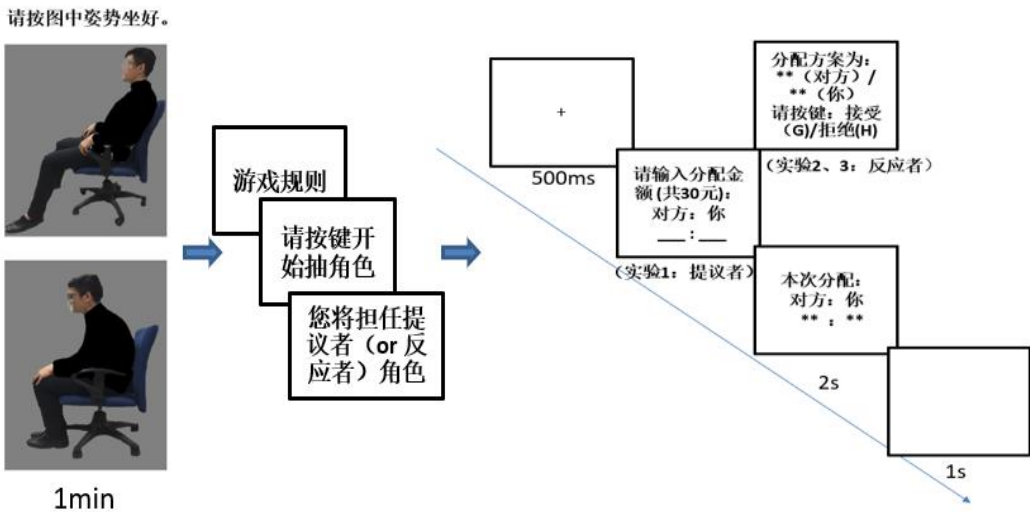 请按图中姿势坐好。
1min
游戏规则
请按键开
始抽角色
您将担任提
议者（or 反
应者）角色
+
500ms
请输入分配金
额 (共30元):
对方：你
__ : __
（实验1：提议者）
分配方案为：
**（对方）/
**（你）
请按键：接受
（G)/拒绝(H)
（实验2、3：反应者）
本次分配：
对方：你
** : **
2s
1s